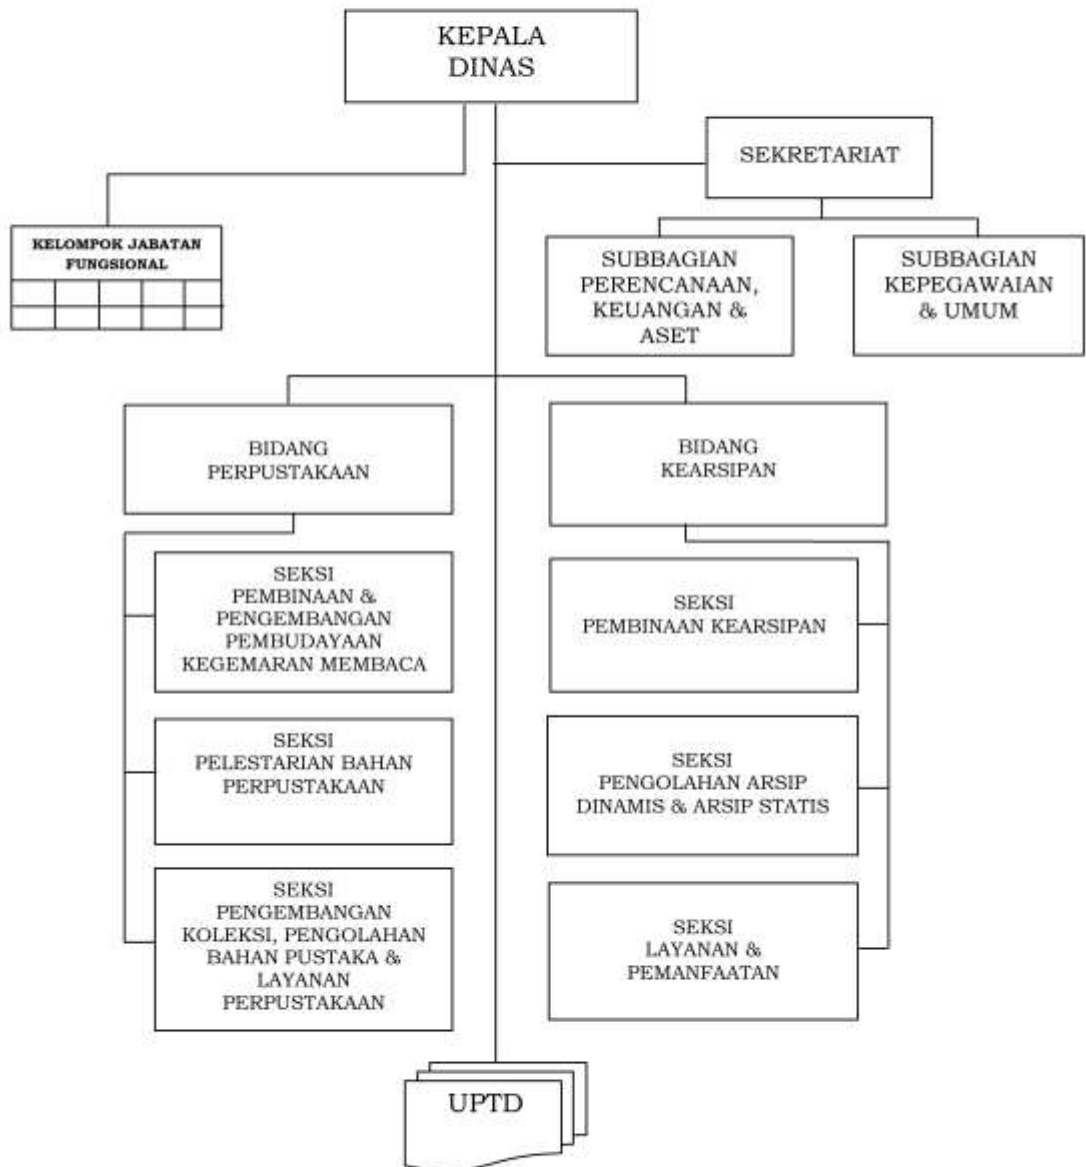 KEPALA
DINAS
SEKRETARIAT
KELOMPOK JABATAN
FUNGSIONAL
SUBBAGIAN
PERENCANAAN,
KEUANGAN &
ASET
SUBBAGIAN
KEPEGAWAIAN
& UMUM
BIDANG
PERPUSTAKAAN
BIDANG
KEARSIPAN
SEKSI
PEMBINAAN &
PENGEMBANGAN
PEMBUDAYAAN
KEGEMARAN MEMBACA
SEKSI
PEMBINAAN KEARSIPAN
SEKSI
PELESTARIAN BAHAN
PERPUSTAKAAN
SEKSI
PENGOLAHAN ARSIP
DINAMIS & ARSIP STATIS
SEKSI
PENGEMBANGAN
KOLEKSI, PENGOLAHAN
BAHAN PUSTAKA &
LAYANAN
PERPUSTAKAAN
SEKSI
LAYANAN &
PEMANFAATAN
UPTD